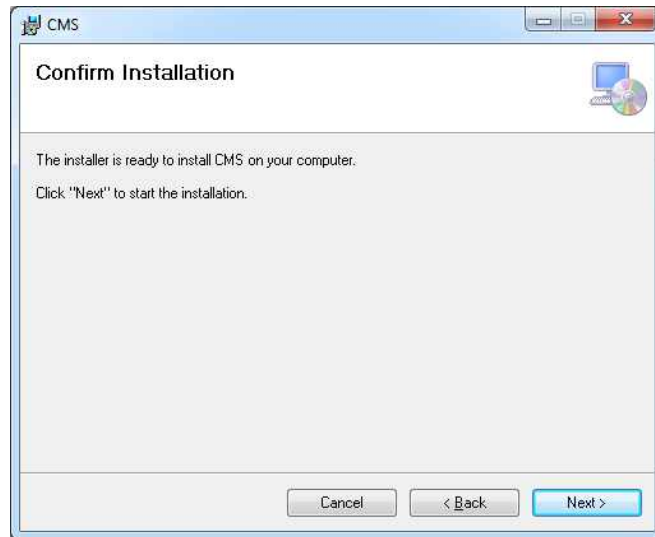 CMS
Confirm Installation
The installer is ready to install CMS on your computer.
Click "Next" to start the installation.
Cancel
< Back
Next >